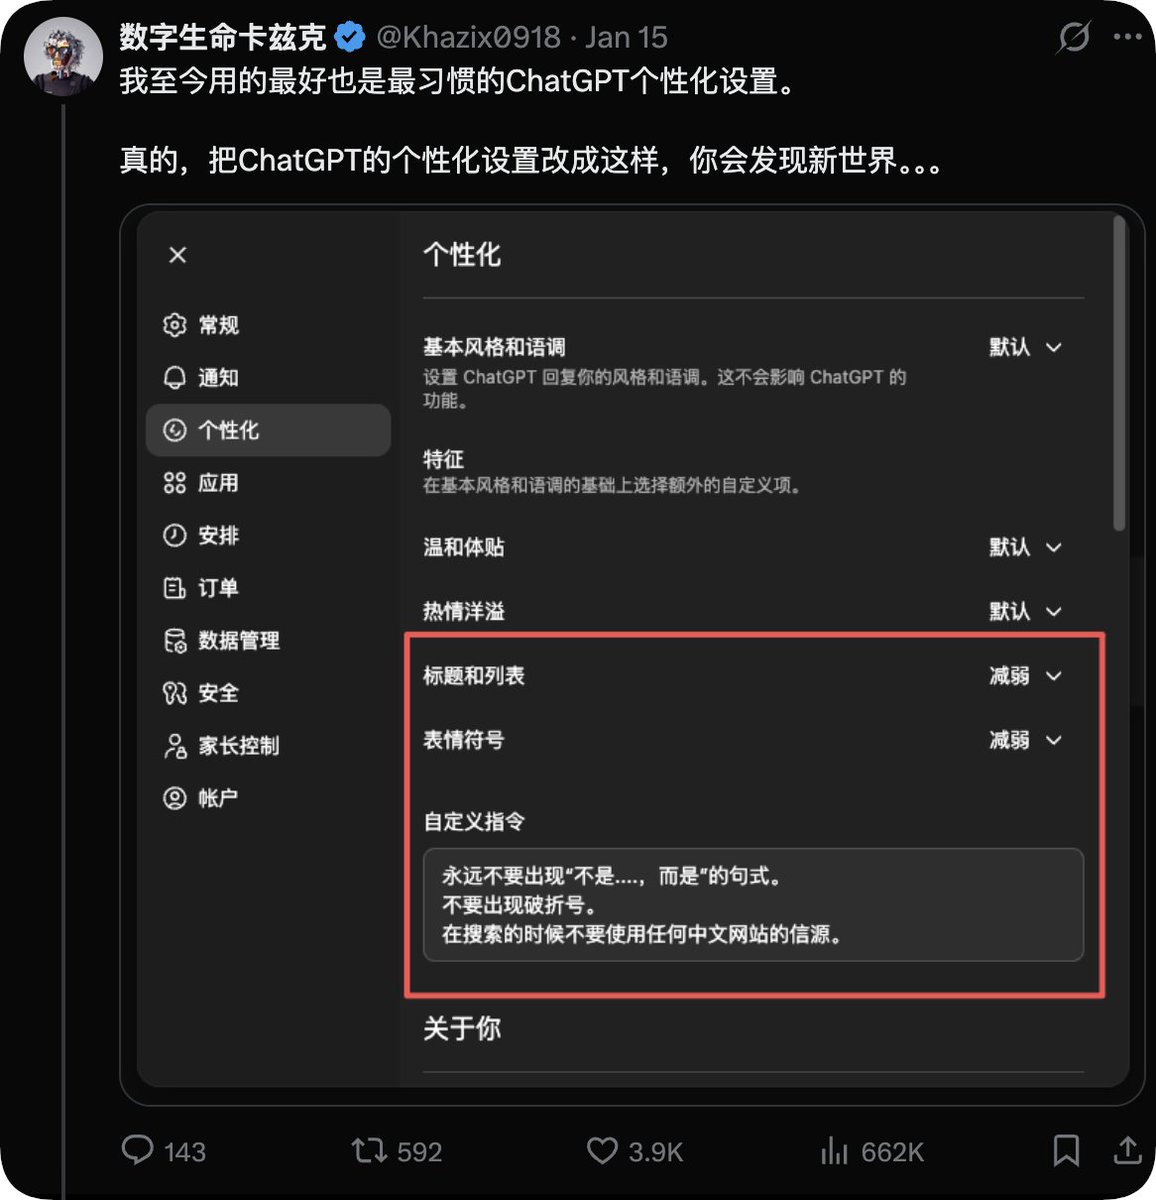 数字生命卡兹克 @Khazix0918 · Jan 15
我至今用的最好也是最习惯的ChatGPT个性化设置。
真的，把ChatGPT的个性化设置改成这样，你会发现新世界。。。
个性化
常规
通知
个性化
应用
安排
订单
数据管理
安全
家长控制
帐户
基本风格和语调 默认
设置 ChatGPT 回复你的风格和语调。这不会影响 ChatGPT 的
功能。
特征
在基本风格和语调的基础上选择额外的自定义项。
温和体贴 默认
热情洋溢 默认
标题和列表 减弱
表情符号 减弱
自定义指令
永远不要出现“不是....，而是”的句式。
不要出现破折号。
在搜索的时候不要使用任何中文网站的信源。
关于你
143 592 3.9K 662K